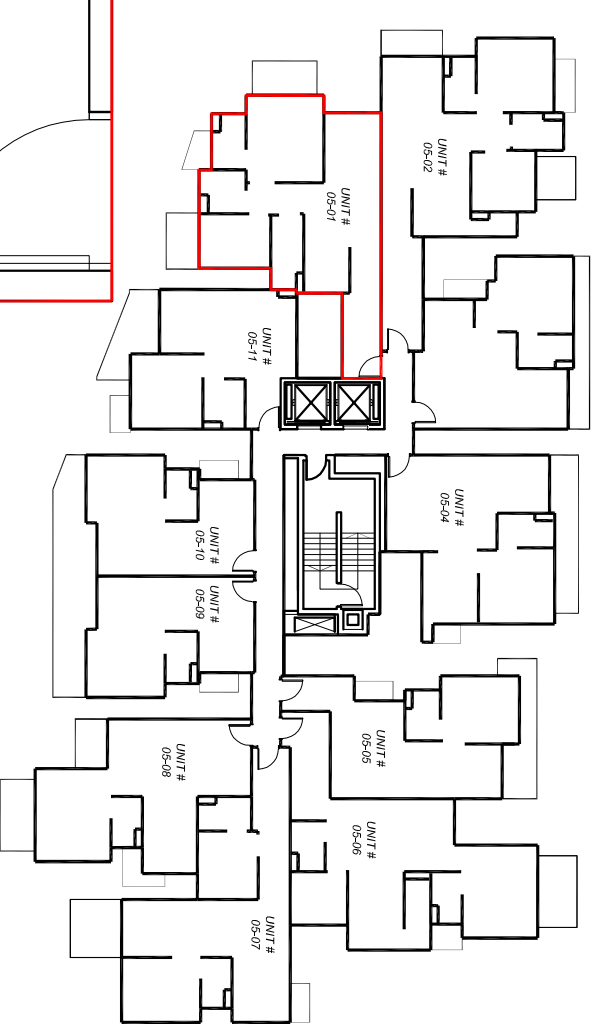 UNIT #
05-02
UNIT #
05-01
UNIT #
05-11
UNIT #
05-04
UNIT #
05-10
UNIT #
05-09
UNIT #
05-05
UNIT #
05-08
UNIT #
05-06
UNIT #
05-07